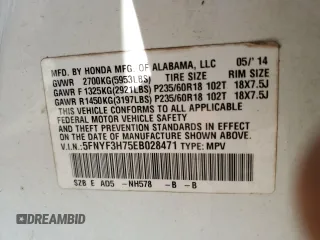 MFD. BY HONDA MFG. OF ALABAMA, LLC 05/'14
GVWR 2700KG(5953LBS) TIRE SIZE RIM SIZE
GAWR F 1325KG(2921LBS) P235/60R18 102T 18X7.5J
GAWR R1450KG(3197LBS) P235/60R18 102T 18X7.5J
THIS VEHICLE CONFORMS TO ALL APPLICABLE
FEDERAL MOTOR VEHICLE SAFETY
AND THEFT PREVENTION STANDARDS IN EFFECT
ON THE DATE OF MANUFACTURE SHOWN ABOVE.
V.I.N.:5FNYF3H75EB028471 TYPE: MPV
SZB E AD5 -NH578 -B -B